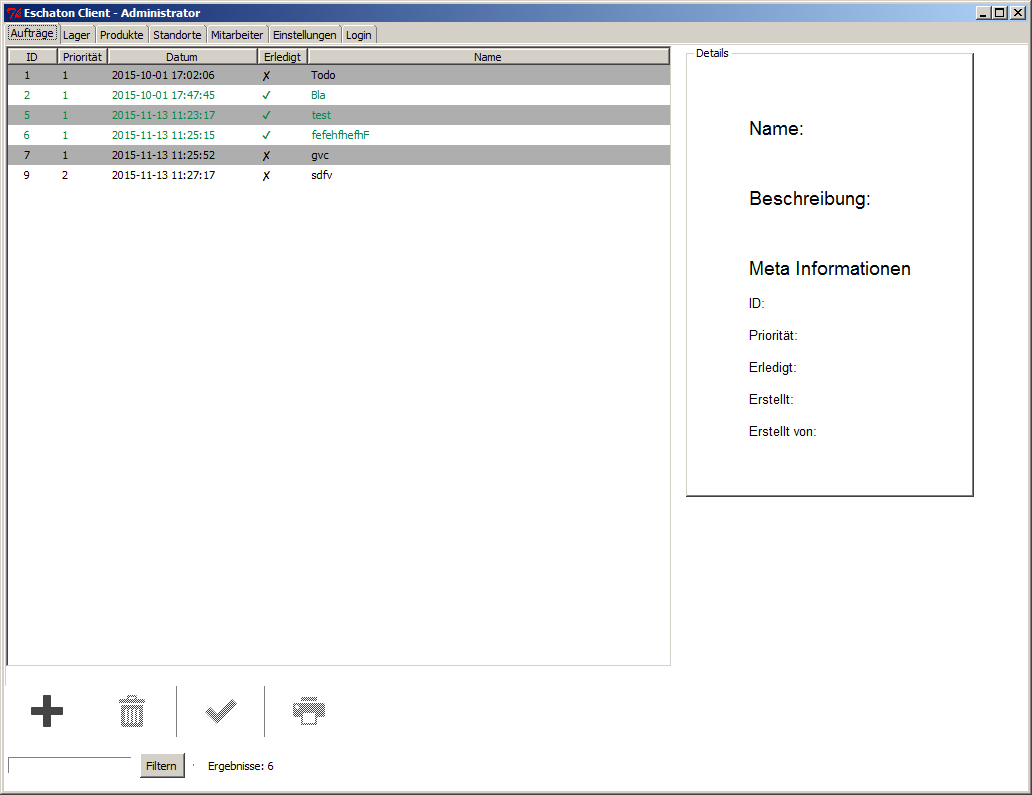 Eschaton Client - Administrator
Aufträge Lager Produkte Standorte Mitarbeiter Einstellungen Login
ID Priorität Datum Erledigt Name
1 1 2015-10-01 17:02:06 ✗ Todo
2 1 2015-10-01 17:47:45 ✓ Bla
5 1 2015-11-13 11:23:17 ✓ test
6 1 2015-11-13 11:25:15 ✓ fefehfhefhF
7 1 2015-11-13 11:25:52 ✗ gvc
9 2 2015-11-13 11:27:17 ✗ sdfv
Details
Name:
Beschreibung:
Meta Informationen
ID:
Priorität:
Erledigt:
Erstellt:
Erstellt von:
Filtern Ergebnisse: 6